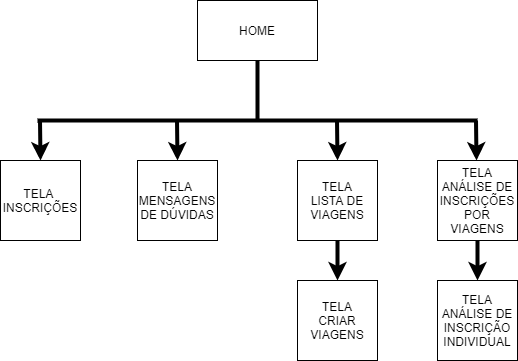 HOME
TELA
INSCRIÇÕES
TELA
MENSAGENS
DE DÚVIDAS
TELA
LISTA DE
VIAGENS
TELA
ANÁLISE DE
INSCRIÇÕES
POR
VIAGENS
TELA
CRIAR
VIAGENS
TELA
ANÁLISE DE
INSCRIÇÃO
INDIVIDUAL